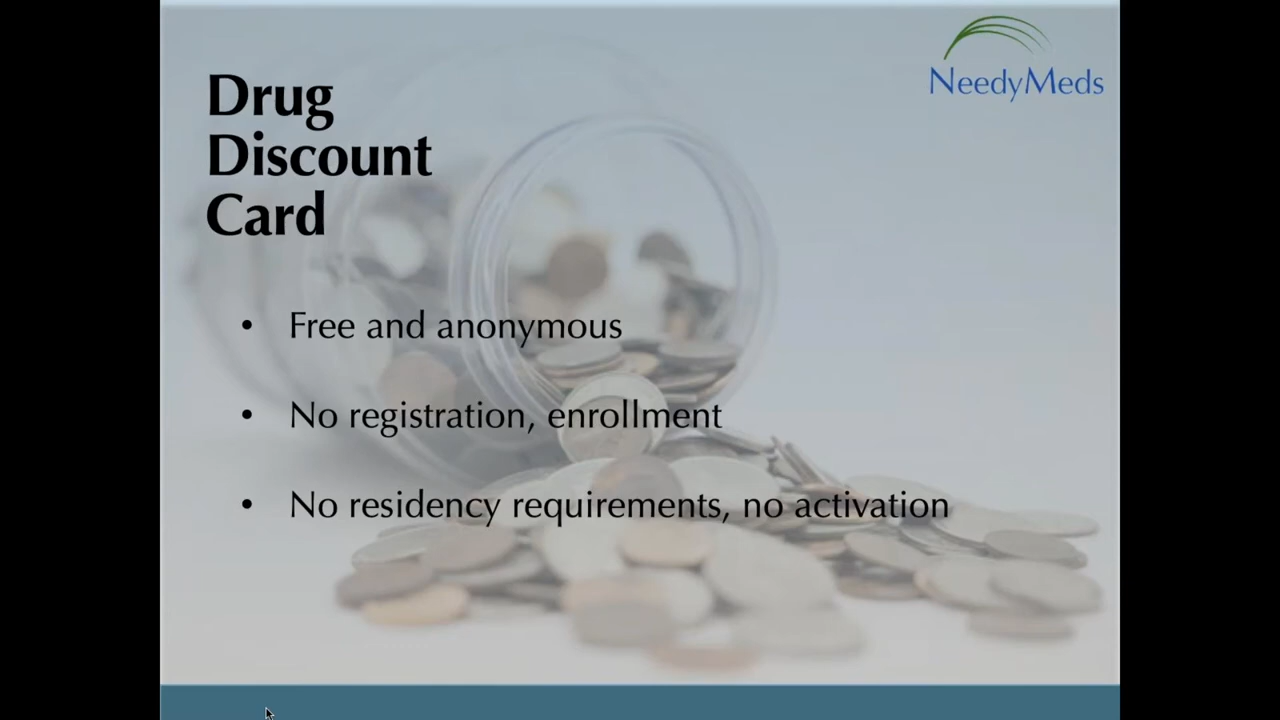 NeedyMeds
Drug
Discount
Card
• Free and anonymous
• No registration, enrollment
• No residency requirements, no activation